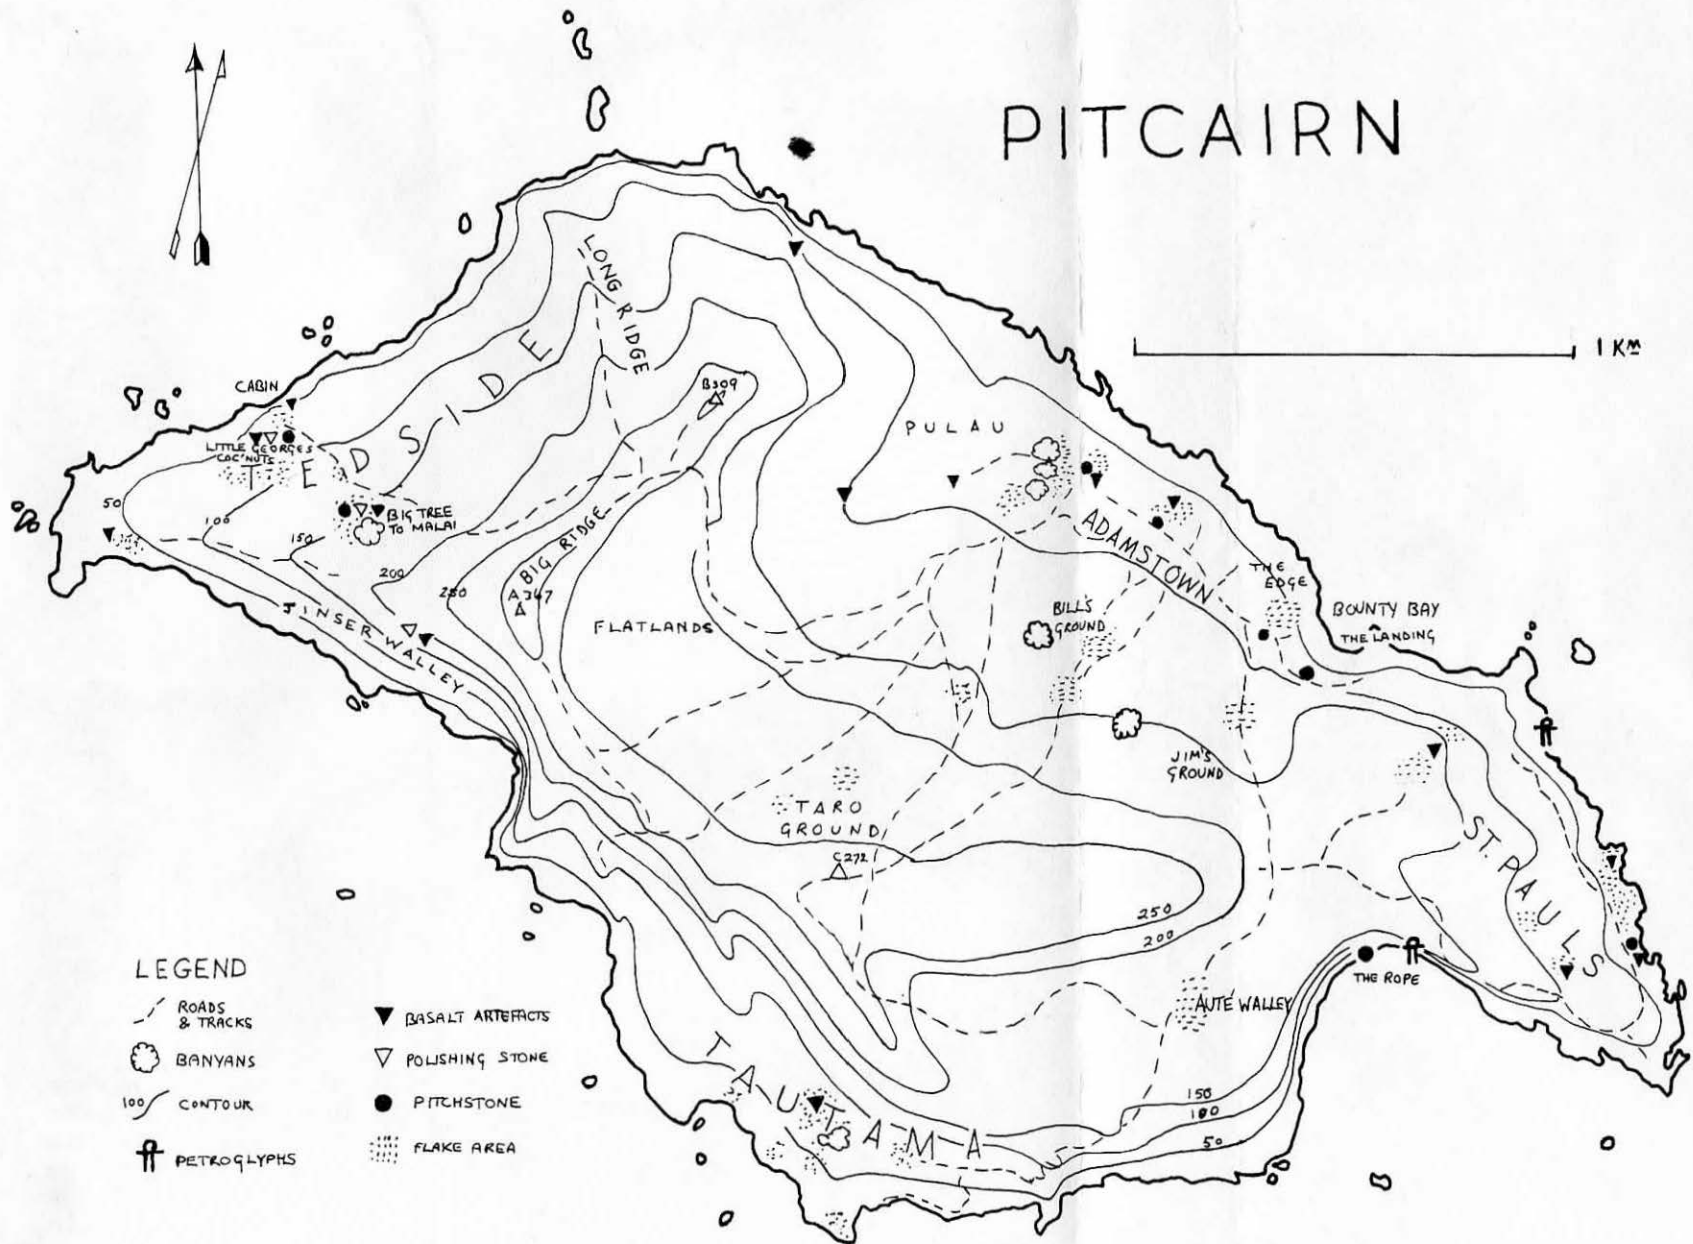 PITCAIRN
1 KM
LONG RIDGE
TEDSIDE
CABIN
LITTLE GEORGES
COC'NUTS
B309
PULAU
50
100
150
200
250
BIG TREE
TO MALAI
BIG RIDGE
A347
JINSER WALLEY
FLATLANDS
ADAMSTOWN
THE
EDGE
BILL'S
GROUND
BOUNTY BAY
THE LANDING
JIM'S
GROUND
TARO
GROUND
C272
ST. PAULS
250
200
THE ROPE
AUTE WALLEY
TAUTAMA
150
100
50
LEGEND
ROADS
& TRACKS
BANYANS
100 CONTOUR
PETROGLYPHS
BASALT ARTEFACTS
POLISHING STONE
PITCHSTONE
FLAKE AREA